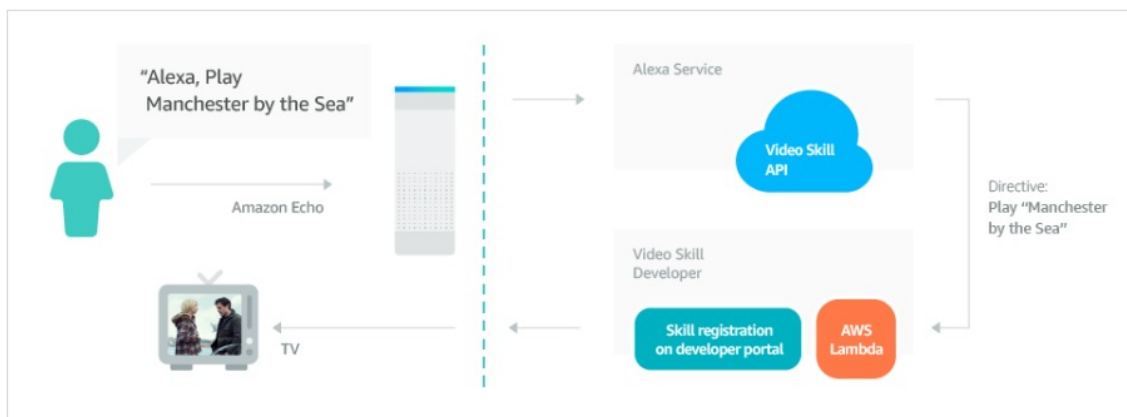 “Alexa, Play
Manchester by the Sea”
Amazon Echo
TV
Alexa Service
Video Skill
API
Directive:
Play “Manchester
by the Sea”
Video Skill
Developer
Skill registration
on developer portal
AWS
Lambda